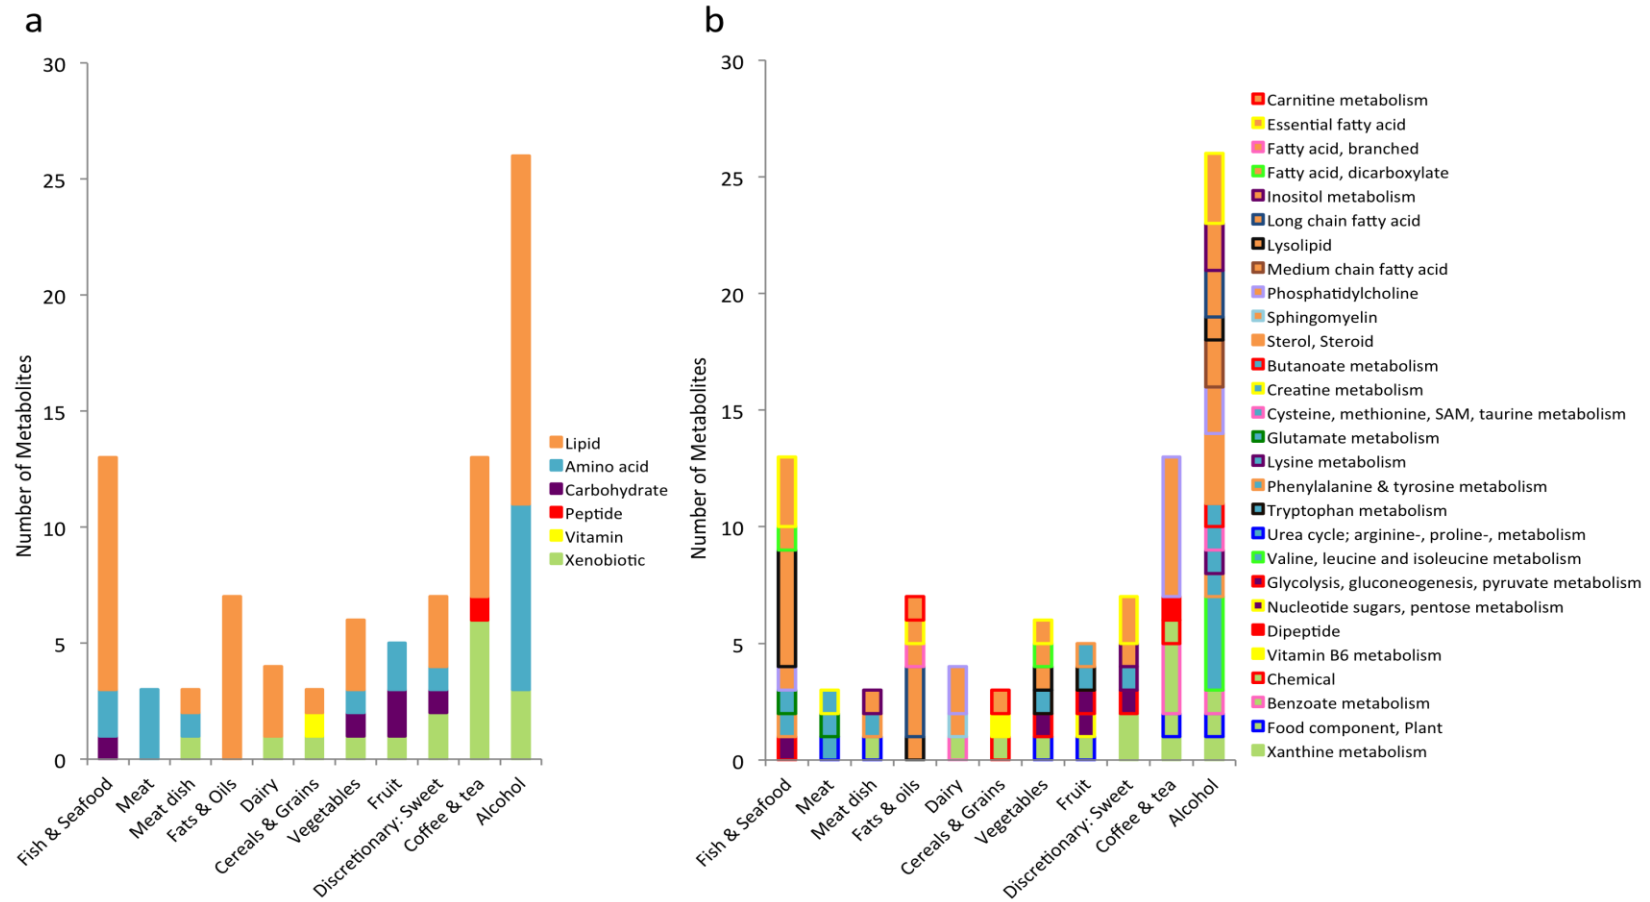 a
30
25
20
15
10
5
0
Number of Metabolites
Fish & Seafood
Meat
Meat dish
Fats & Oils
Dairy
Cereals & Grains
Vegetables
Fruit
Discretionary: Sweet
Coffee & tea
Alcohol
Lipid
Amino acid
Carbohydrate
Peptide
Vitamin
Xenobiotic
b
30
25
20
15
10
5
0
Number of Metabolites
Fish & Seafood
Meat
Meat dish
Fats & oils
Dairy
Cereals & Grains
Vegetables
Fruit
Discretionary: Sweet
Coffee & tea
Alcohol
Carnitine metabolism
Essential fatty acid
Fatty acid, branched
Fatty acid, dicarboxylate
Inositol metabolism
Long chain fatty acid
Lysolipid
Medium chain fatty acid
Phosphatidylcholine
Sphingomyelin
Sterol, Steroid
Butanoate metabolism
Creatine metabolism
Cysteine, methionine, SAM, taurine metabolism
Glutamate metabolism
Lysine metabolism
Phenylalanine & tyrosine metabolism
Tryptophan metabolism
Urea cycle; arginine-, proline-, metabolism
Valine, leucine and isoleucine metabolism
Glycolysis, gluconeogenesis, pyruvate metabolism
Nucleotide sugars, pentose metabolism
Dipeptide
Vitamin B6 metabolism
Chemical
Benzoate metabolism
Food component, Plant
Xanthine metabolism